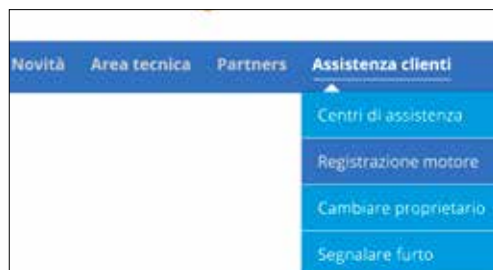 Novità Area tecnica Partners Assistenza clienti
Centri di assistenza
Registrazione motore
Cambiare proprietario
Segnalare furto